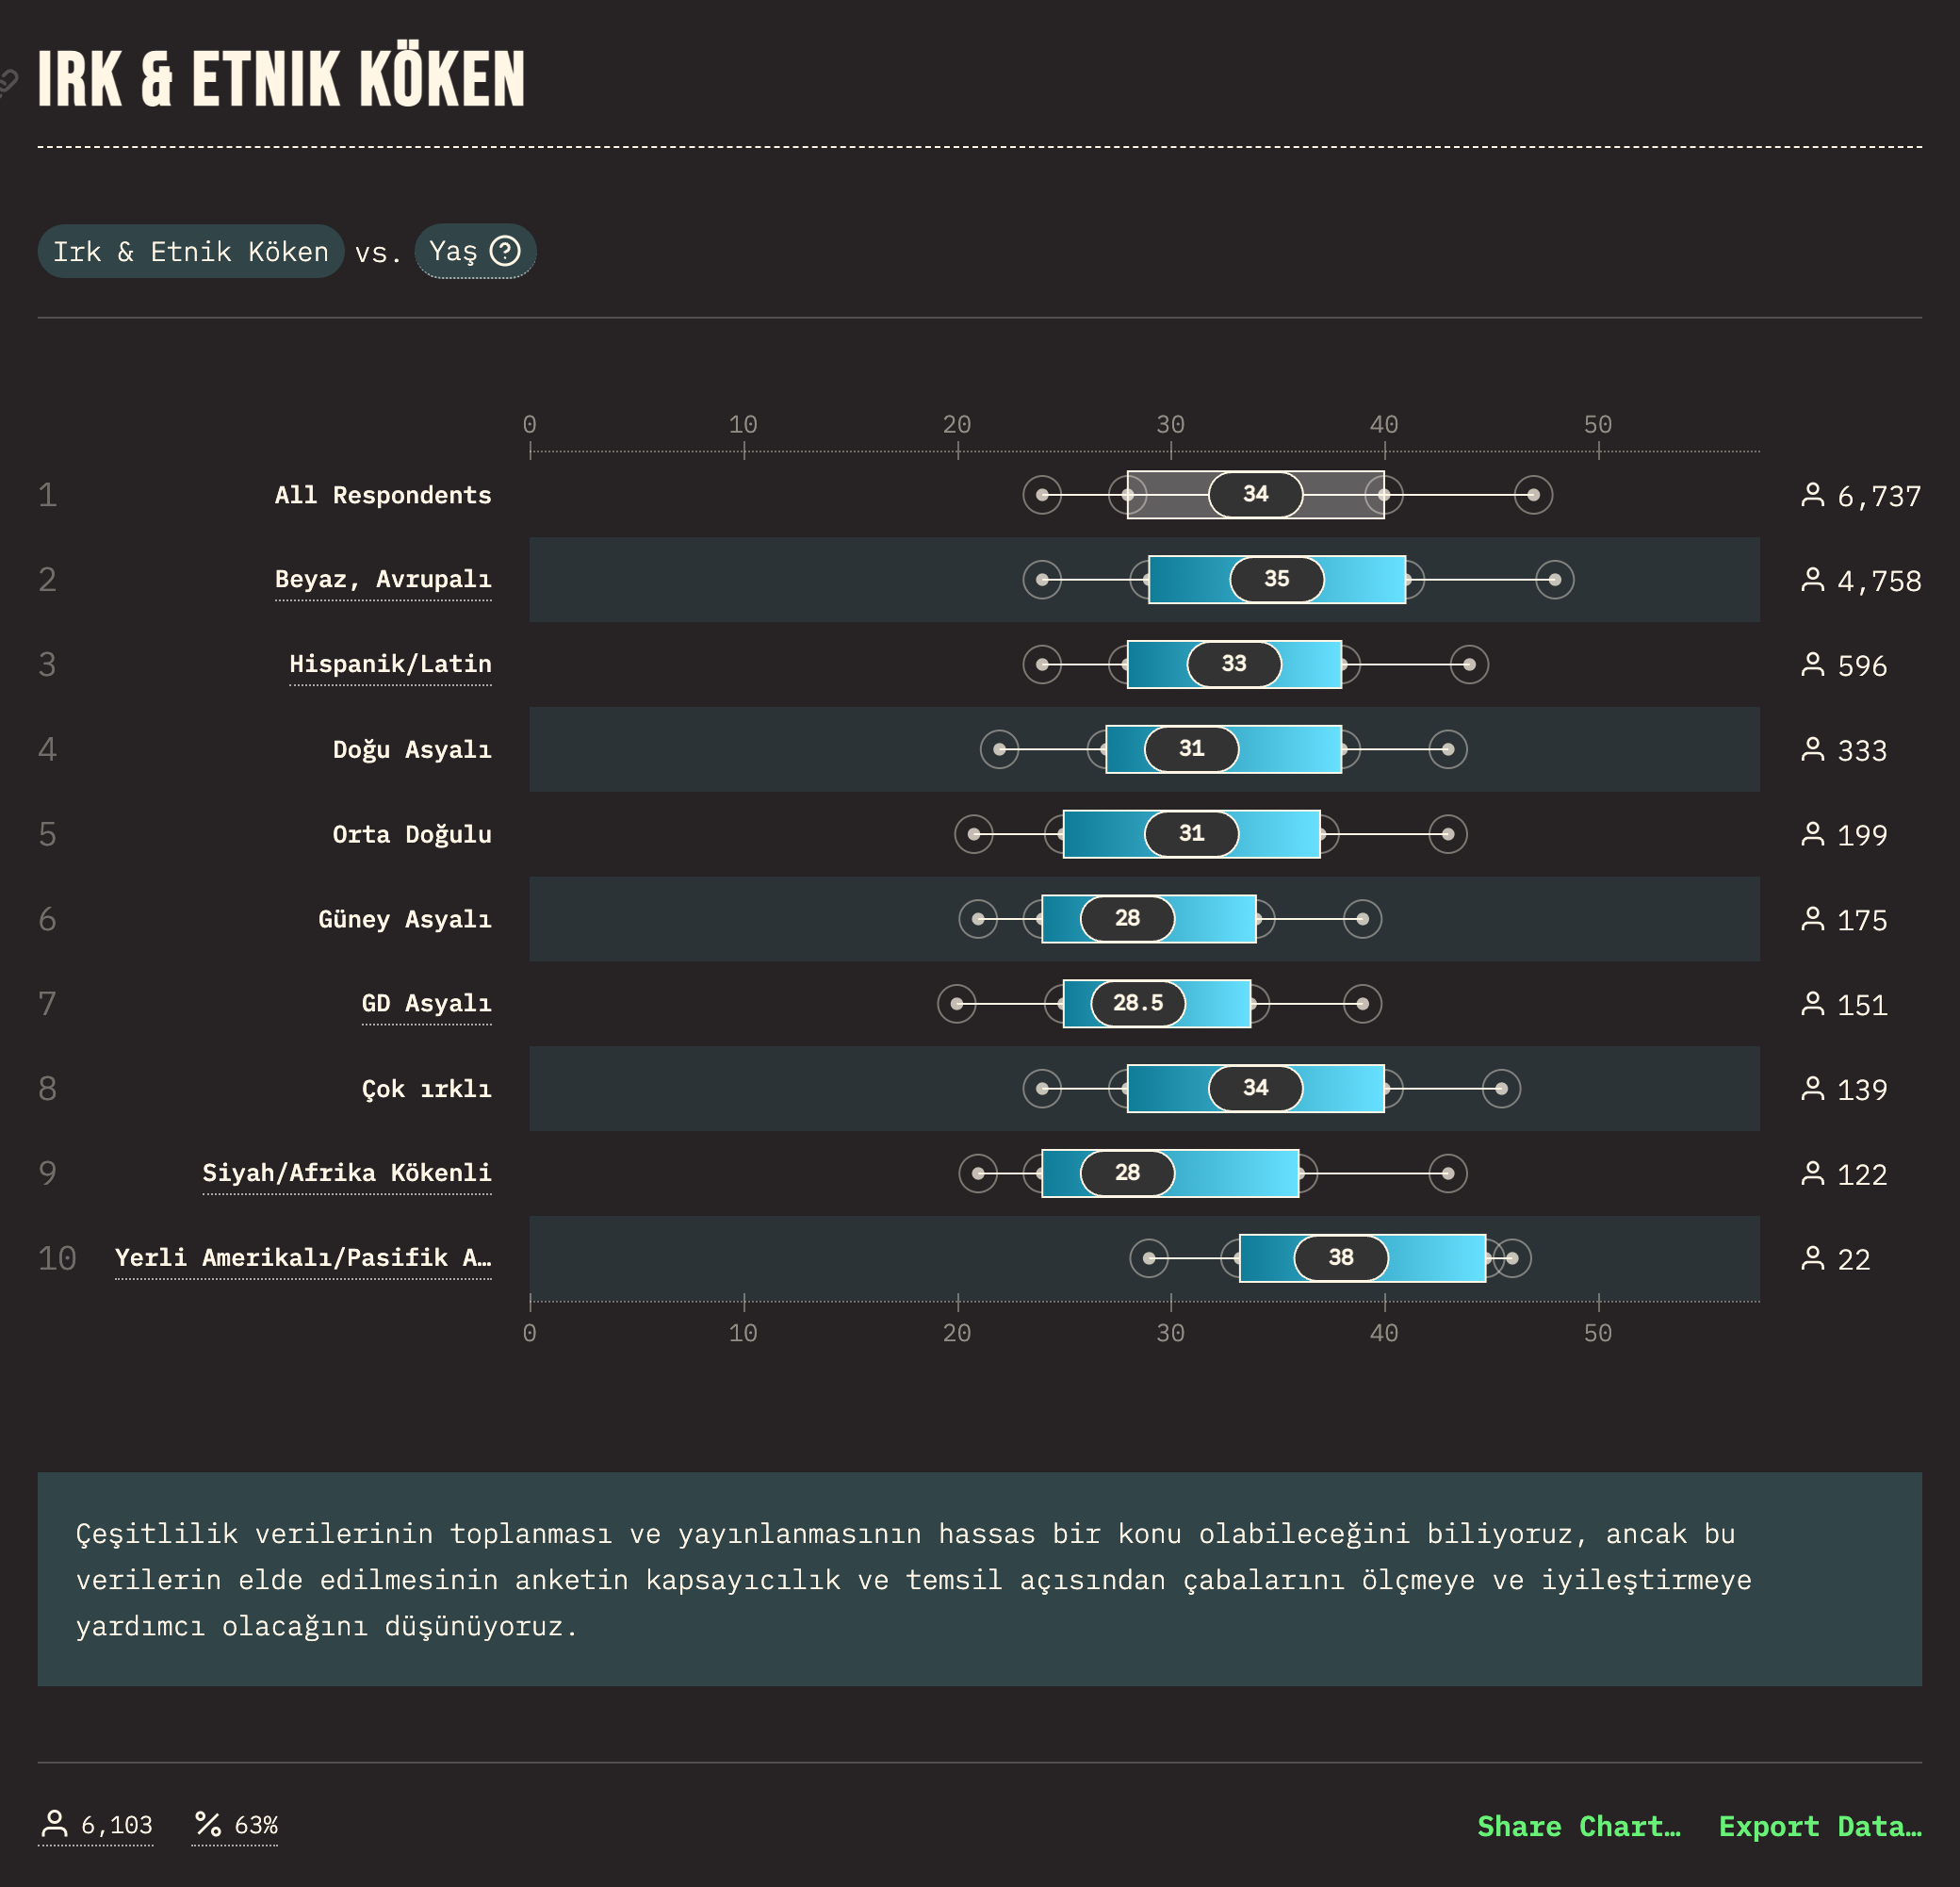 IRK & ETNIK KÖKEN
Irk & Etnik Köken vs. Yaş ?
0 10 20 30 40 50
1 All Respondents 34 6,737
2 Beyaz, Avrupalı 35 4,758
3 Hispanik/Latin 33 596
4 Doğu Asyalı 31 333
5 Orta Doğulu 31 199
6 Güney Asyalı 28 175
7 GD Asyalı 28.5 151
8 Çok ırklı 34 139
9 Siyah/Afrika Kökenli 28 122
10 Yerli Amerikalı/Pasifik A… 38 22
0 10 20 30 40 50
Çeşitlilik verilerinin toplanması ve yayınlanmasının hassas bir konu olabileceğini biliyoruz, ancak bu
verilerin elde edilmesinin anketin kapsayıcılık ve temsil açısından çabalarını ölçmeye ve iyileştirmeye
yardımcı olacağını düşünüyoruz.
6,103 % 63% Share Chart… Export Data…